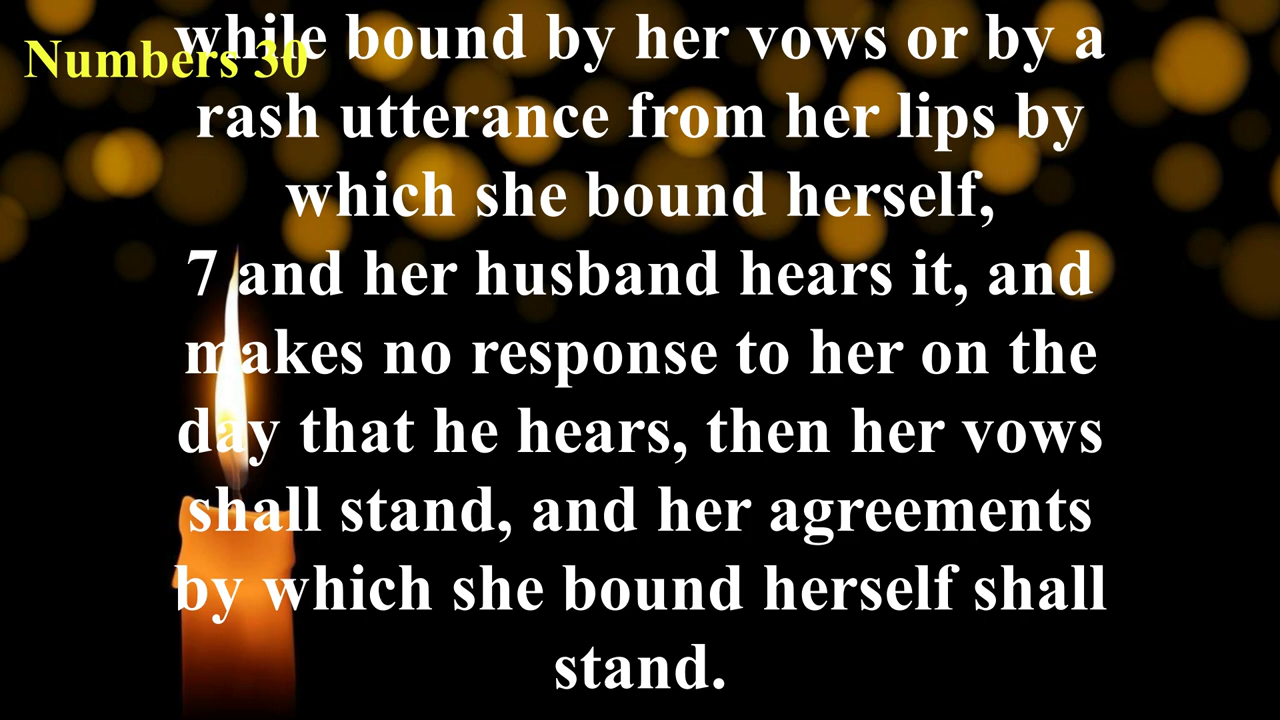 Numbers 30
while bound by her vows or by a
rash utterance from her lips by
which she bound herself,
7 and her husband hears it, and
makes no response to her on the
day that he hears, then her vows
shall stand, and her agreements
by which she bound herself shall
stand.